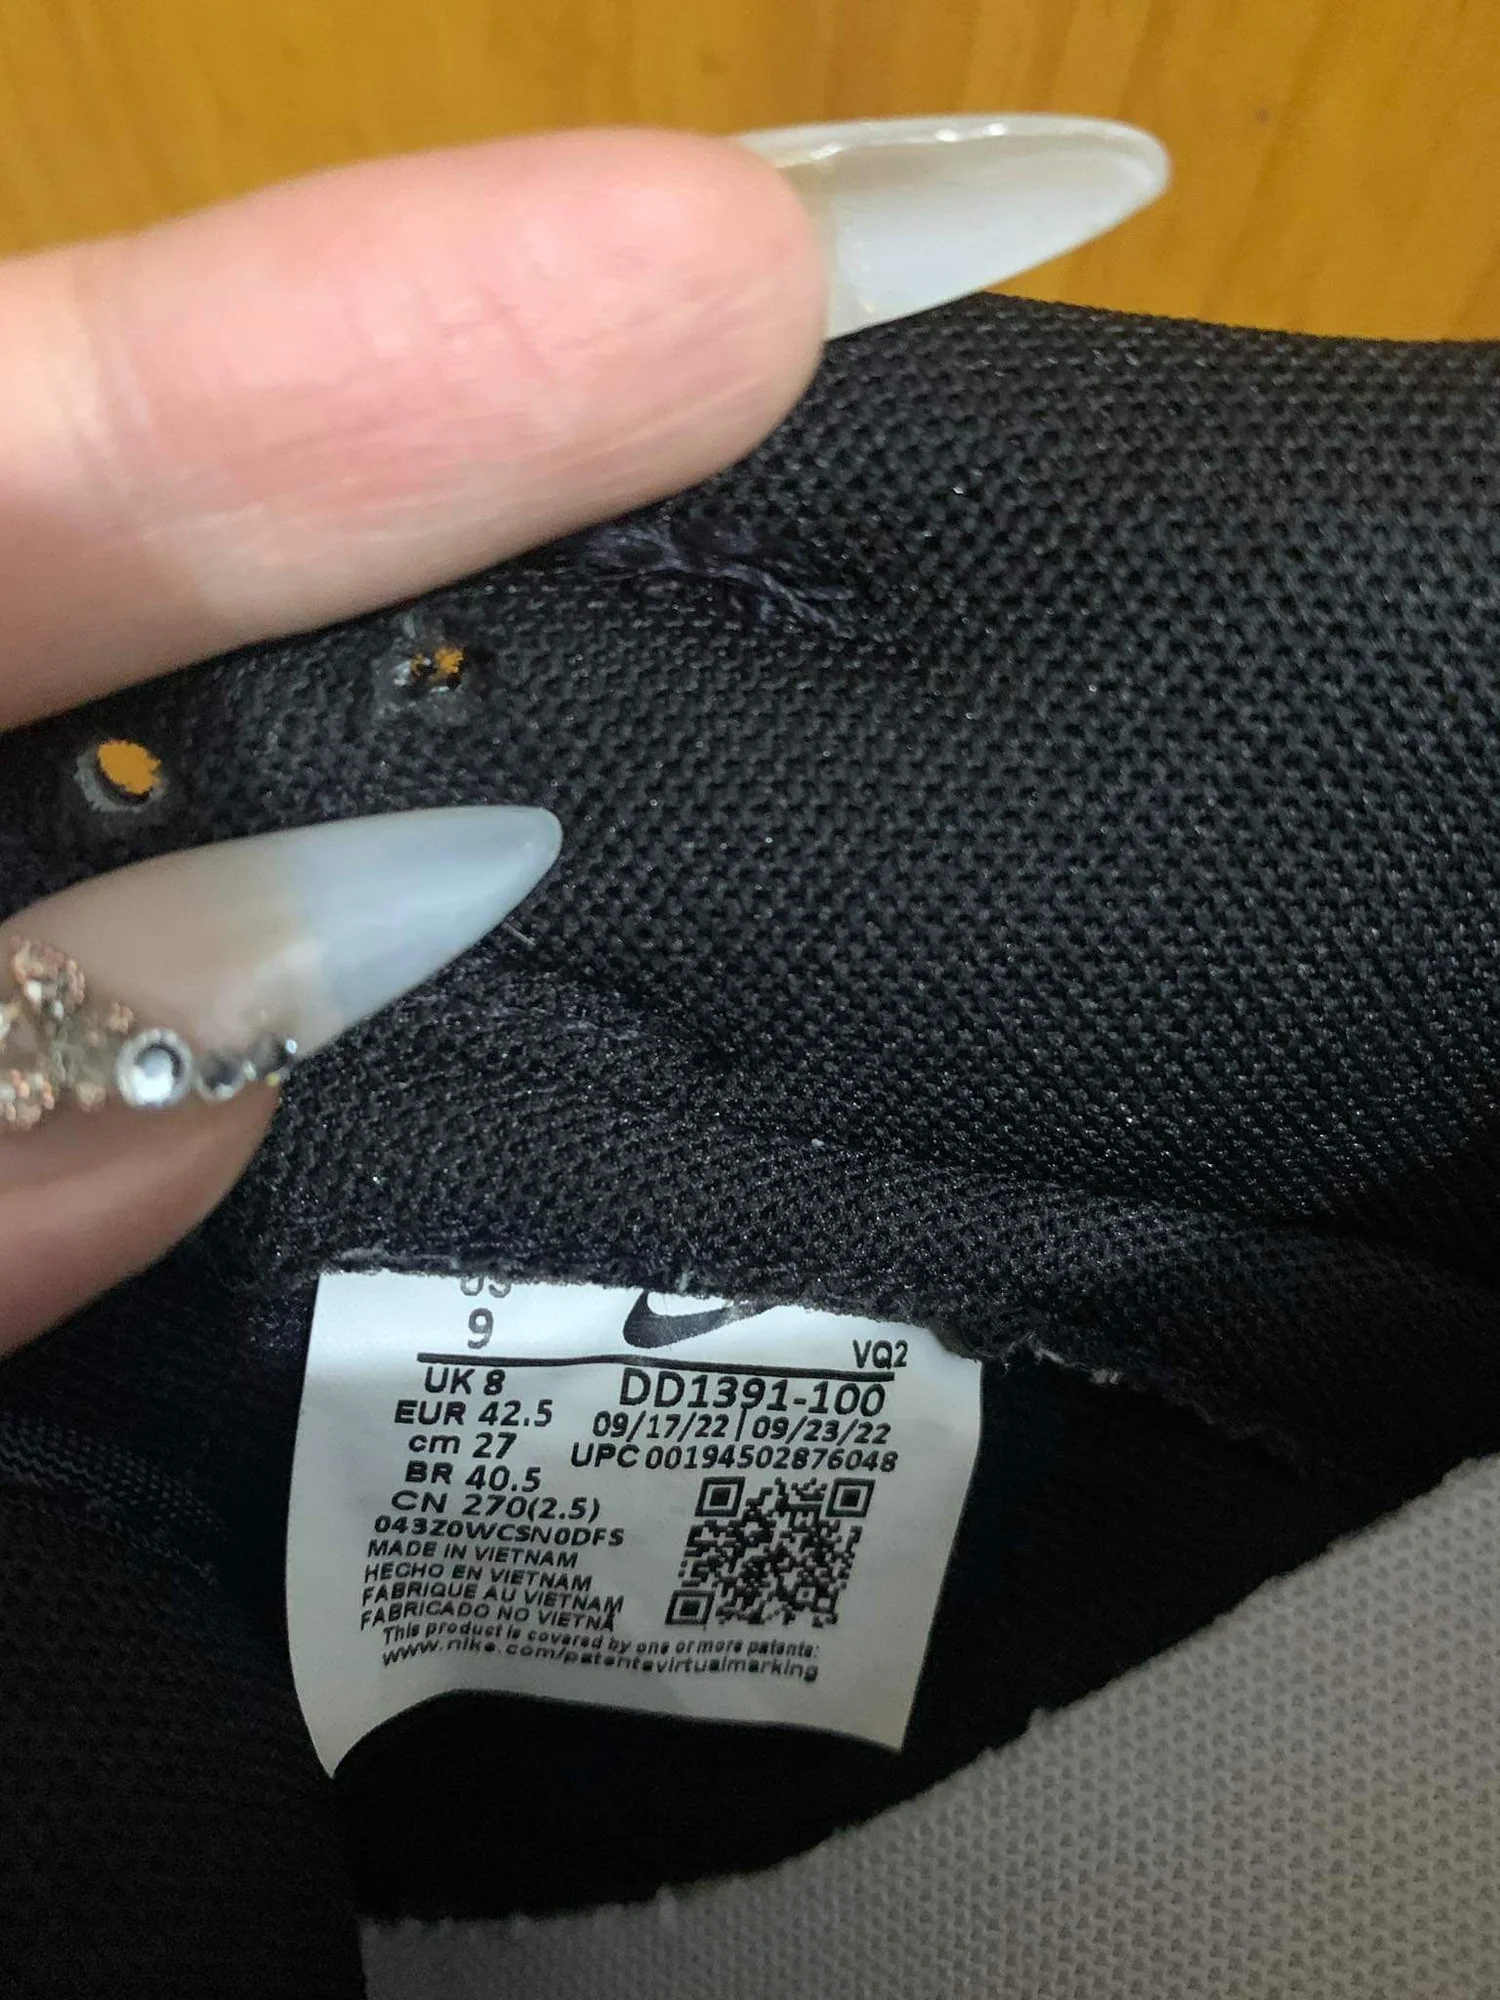 US
9
VQ2
UK 8
DD1391-100
EUR 42.5
09/17/22 | 09/23/22
cm 27
UPC 00194502876048
BR 40.5
CN 270(2.5)
043Z0WCSN0DFS
MADE IN VIETNAM
HECHO EN VIETNAM
FABRIQUE AU VIETNAM
FABRICADO NO VIETNÃ
This product is covered by one or more patents:
www.nike.com/patentsvirtualmarking